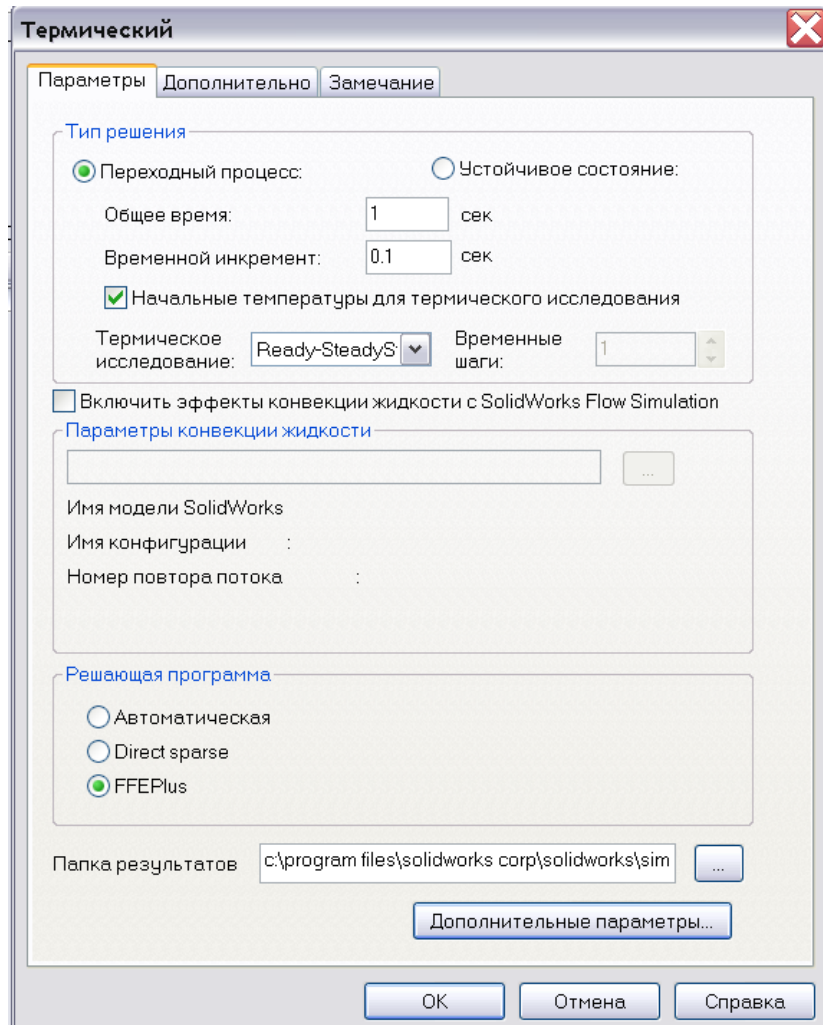 Термический
Параметры Дополнительно Замечание
Тип решения
Переходный процесс: Устойчивое состояние:
Общее время: 1 сек
Временной инкремент: 0.1 сек
Начальные температуры для термического исследования
Термическое исследование: Ready-SteadyS Временные шаги: 1
Включить эффекты конвекции жидкости с SolidWorks Flow Simulation
Параметры конвекции жидкости
...
Имя модели SolidWorks
Имя конфигурации :
Номер повтора потока :
Решающая программа
Автоматическая
Direct sparse
FFEPlus
Папка результатов c:\program files\solidworks corp\solidworks\sim ...
Дополнительные параметры...
OK Отмена Справка